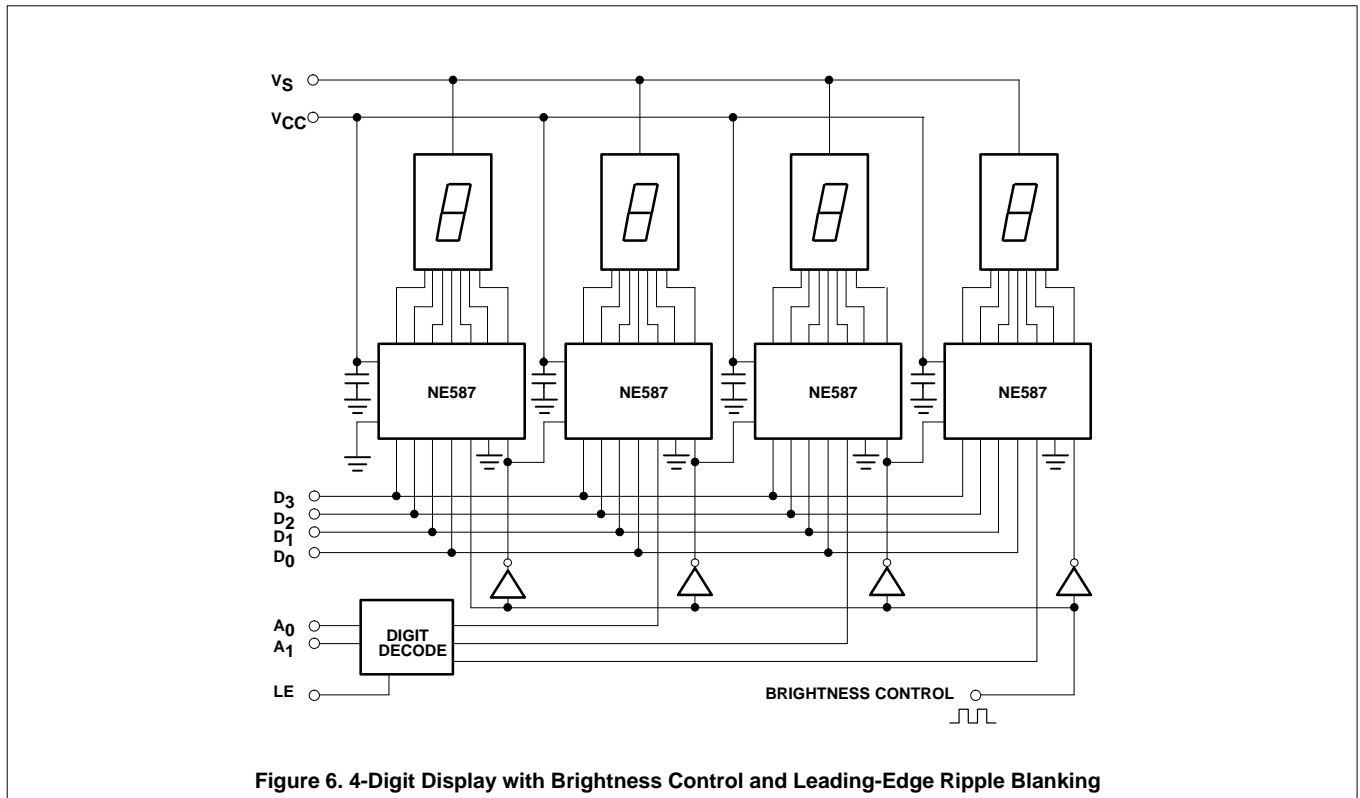 VS
VCC
NE587
NE587
NE587
NE587
D3
D2
D1
D0
A0
A1
DIGIT
DECODE
LE
BRIGHTNESS CONTROL
Figure 6. 4-Digit Display with Brightness Control and Leading-Edge Ripple Blanking